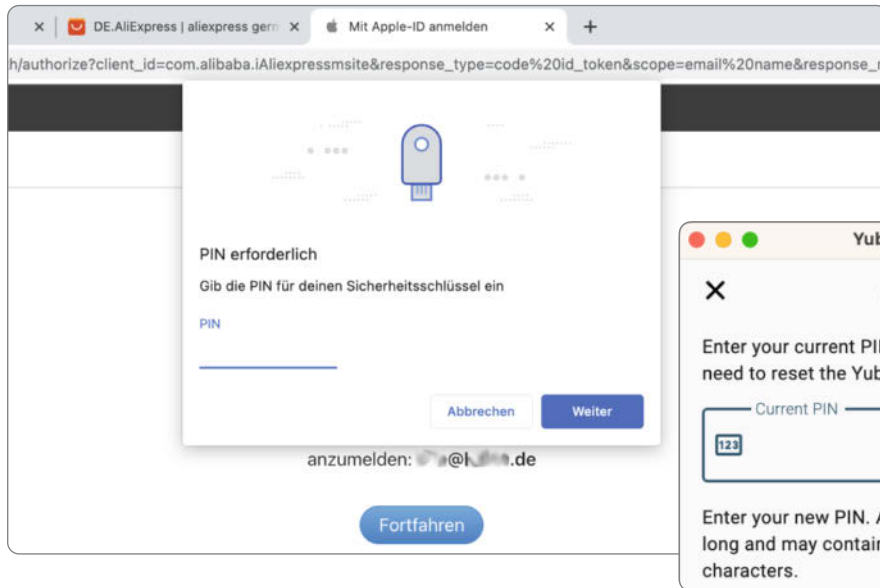 DE.AliExpress | aliexpress gern
Mit Apple-ID anmelden
h/authorize?client_id=com.alibaba.iAliexpressmsite&response_type=code%20id_token&scope=email%20name&response_
PIN erforderlich
Gib die PIN für deinen Sicherheitsschlüssel ein
PIN
Abbrechen
Weiter
anzumelden: @ .de
Fortfahren
Yub
Enter your current PI
need to reset the Yub
Current PIN
123
Enter your new PIN. A
long and may contain
characters.